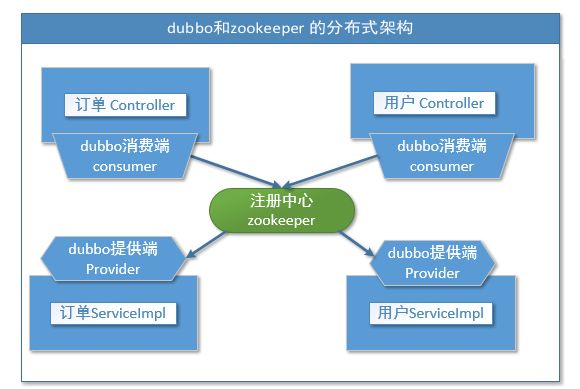 dubbo和zookeeper 的分布式架构
订单 Controller
dubbo消费端
consumer
用户 Controller
dubbo消费端
consumer
注册中心
zookeeper
dubbo提供端
Provider
订单ServiceImpl
dubbo提供端
Provider
用户ServiceImpl